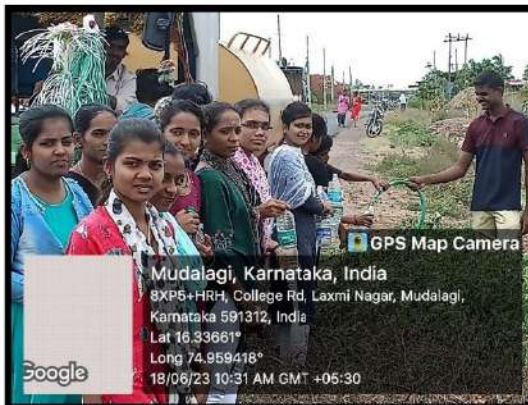 GPS Map Camera
Mudalagi, Karnataka, India
8XP5+HRH, College Rd, Laxmi Nagar, Mudalagi,
Karnataka 591312, India
Lat 16.33661°
Long 74.959418°
18/06/23 10:31 AM GMT +05:30
Google